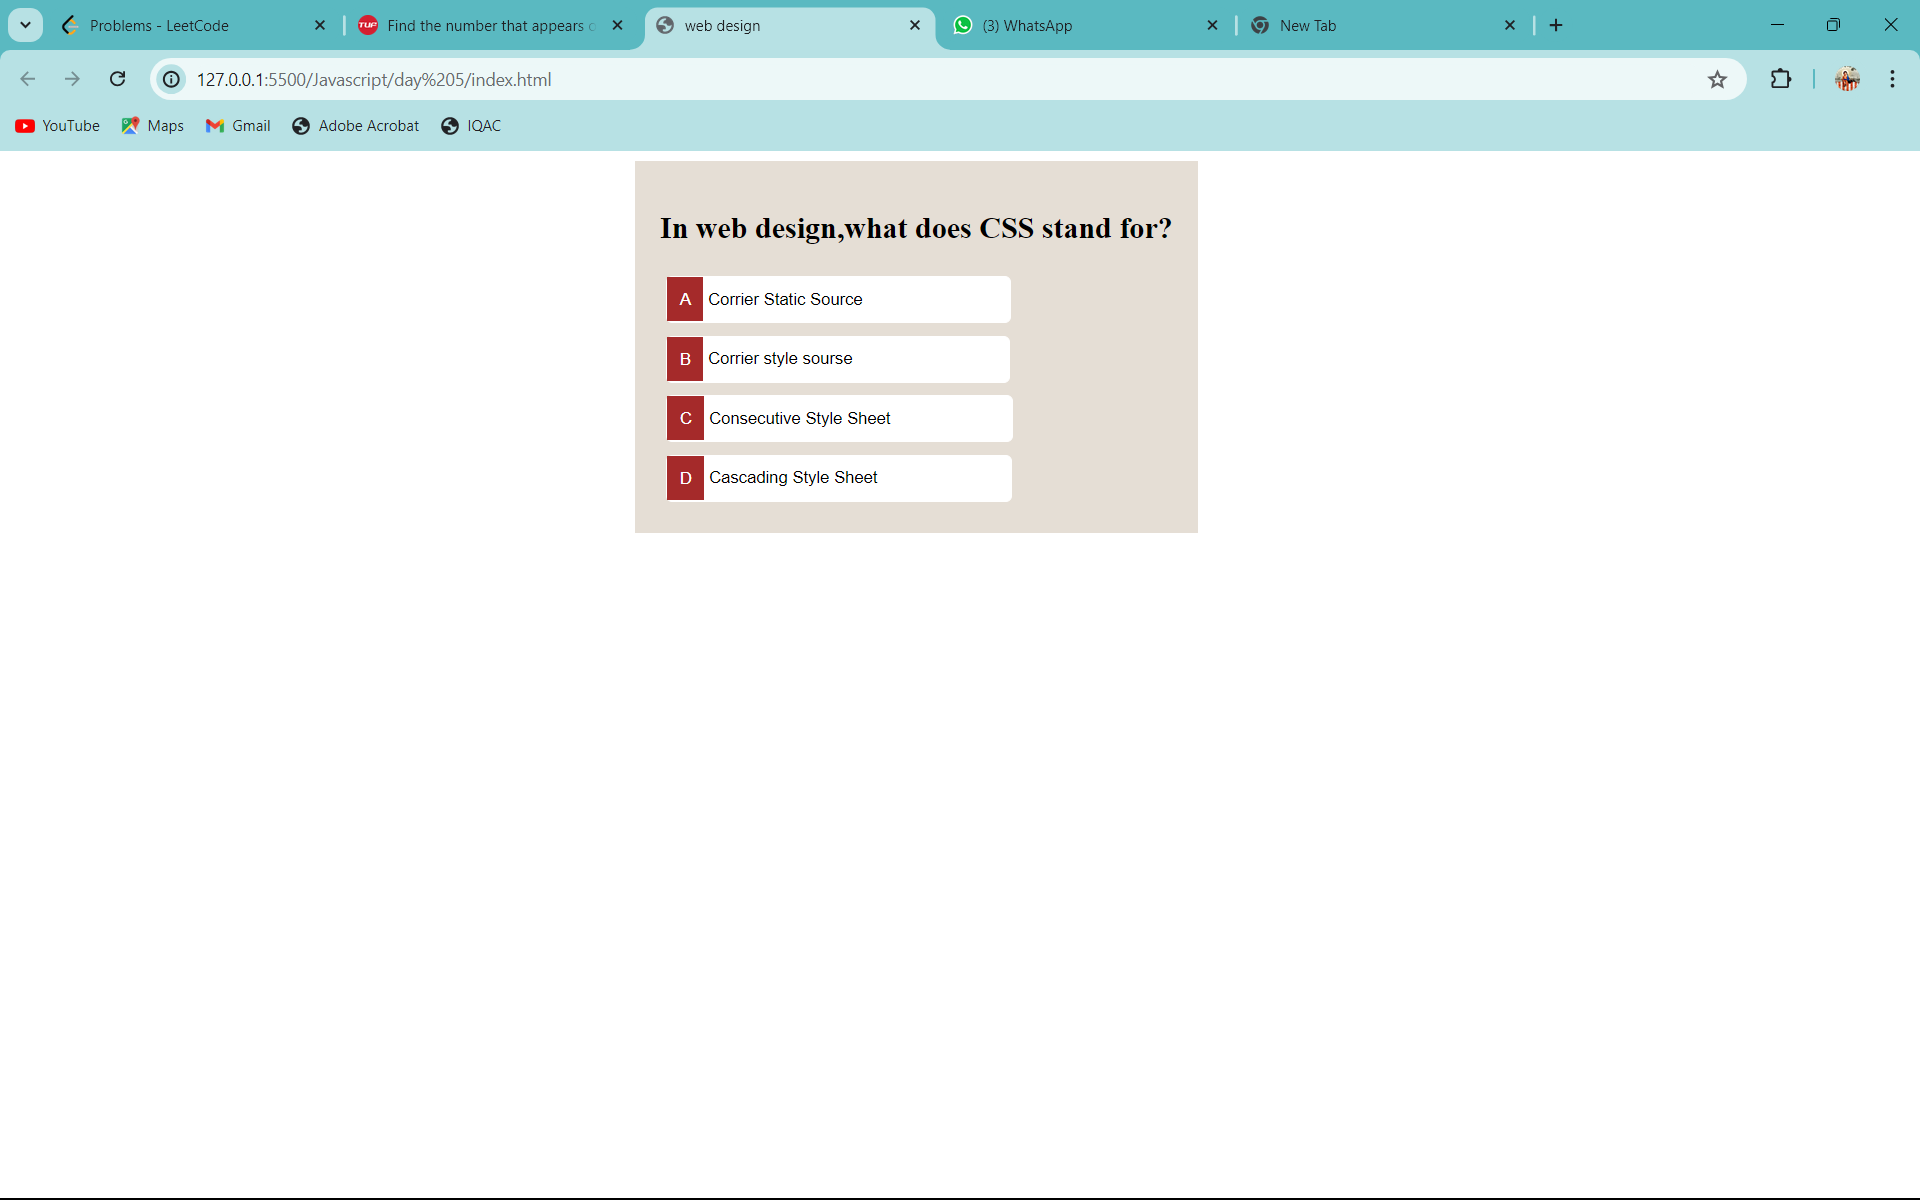 Problems - LeetCode
Find the number that appears
web design
(3) WhatsApp
New Tab
127.0.0.1:5500/Javascript/day%205/index.html
YouTube
Maps
Gmail
Adobe Acrobat
IQAC
In web design,what does CSS stand for?
A Corrier Static Source
B Corrier style sourse
C Consecutive Style Sheet
D Cascading Style Sheet